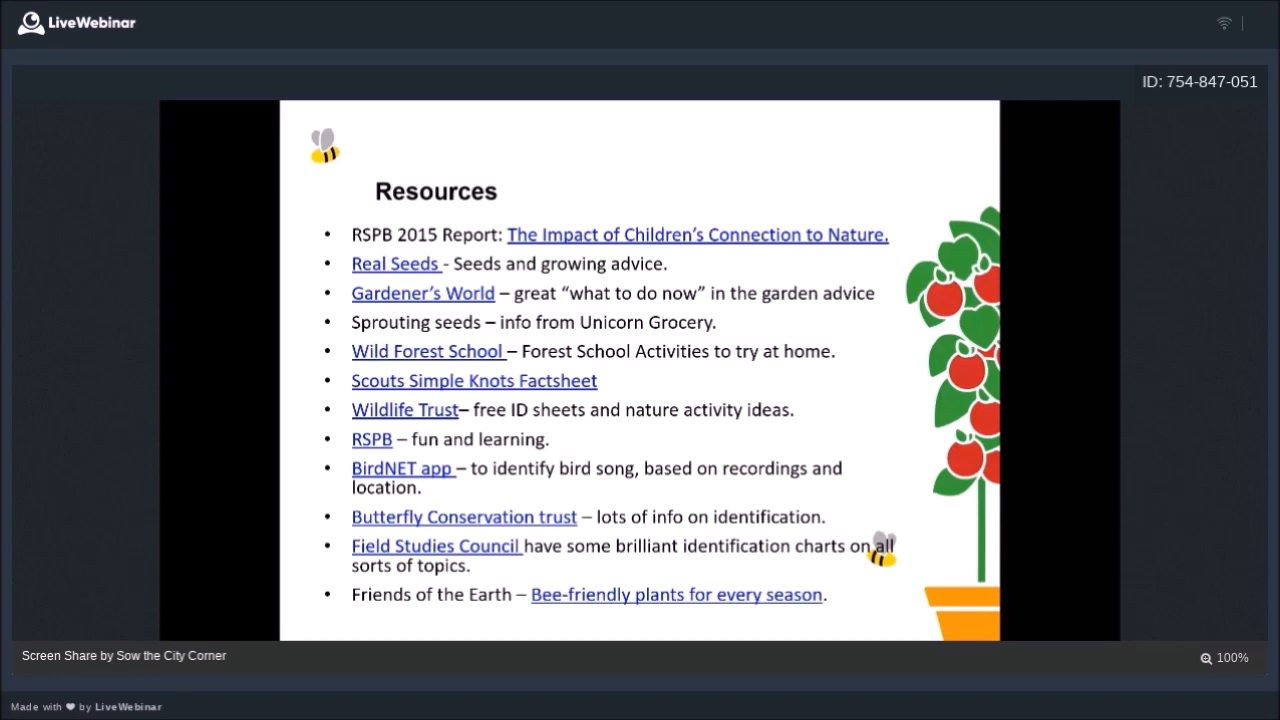 LiveWebinar
ID: 754-847-051
Resources
• RSPB 2015 Report: The Impact of Children’s Connection to Nature.
• Real Seeds - Seeds and growing advice.
• Gardener’s World – great “what to do now” in the garden advice
• Sprouting seeds – info from Unicorn Grocery.
• Wild Forest School – Forest School Activities to try at home.
• Scouts Simple Knots Factsheet
• Wildlife Trust– free ID sheets and nature activity ideas.
• RSPB – fun and learning.
• BirdNET app – to identify bird song, based on recordings and
location.
• Butterfly Conservation trust – lots of info on identification.
• Field Studies Council have some brilliant identification charts on all
sorts of topics.
• Friends of the Earth – Bee-friendly plants for every season.
Screen Share by Sow the City Corner
100%
Made with ❤ by LiveWebinar